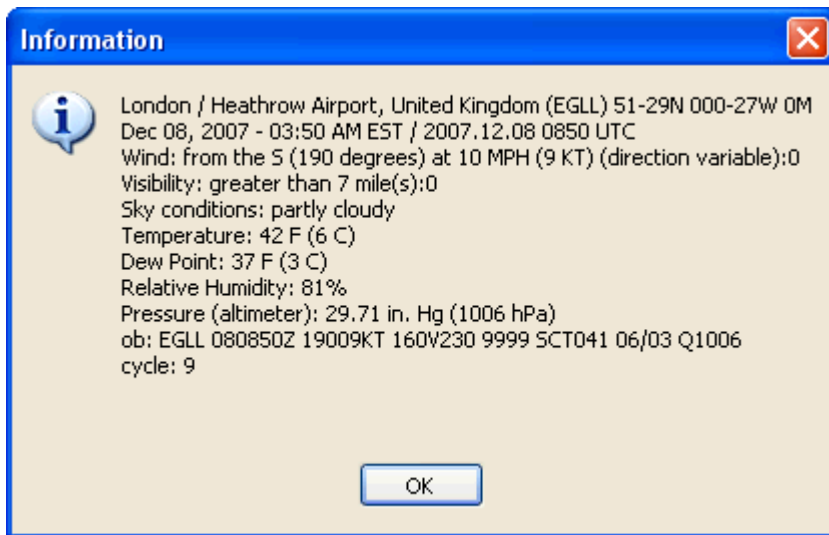 Information
London / Heathrow Airport, United Kingdom (EGLL) 51-29N 000-27W 0M
Dec 08, 2007 - 03:50 AM EST / 2007.12.08 0850 UTC
Wind: from the S (190 degrees) at 10 MPH (9 KT) (direction variable):0
Visibility: greater than 7 mile(s):0
Sky conditions: partly cloudy
Temperature: 42 F (6 C)
Dew Point: 37 F (3 C)
Relative Humidity: 81%
Pressure (altimeter): 29.71 in. Hg (1006 hPa)
ob: EGLL 080850Z 19009KT 160V230 9999 SCT041 06/03 Q1006
cycle: 9
OK